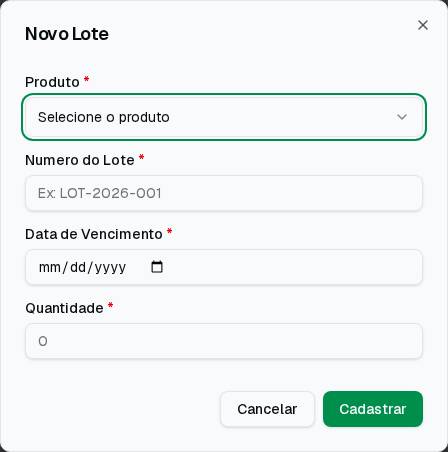 Novo Lote
Produto *
Selecione o produto
Numero do Lote *
Ex: LOT-2026-001
Data de Vencimento *
mm/dd/yyyy
Quantidade *
0
Cancelar
Cadastrar